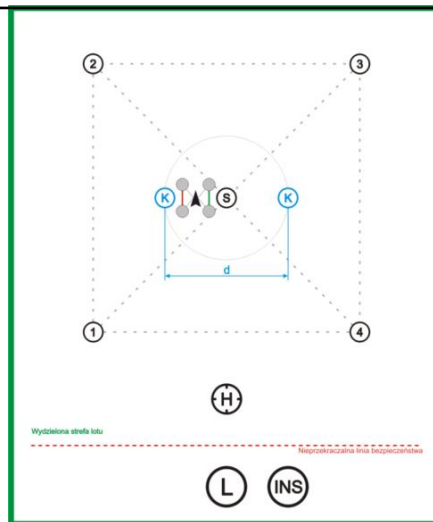 2 3
K S K
d
1 4
H
Wydzielona strefa lotu
Nieprzekraczalna linia bezpieczeństwa
L INS